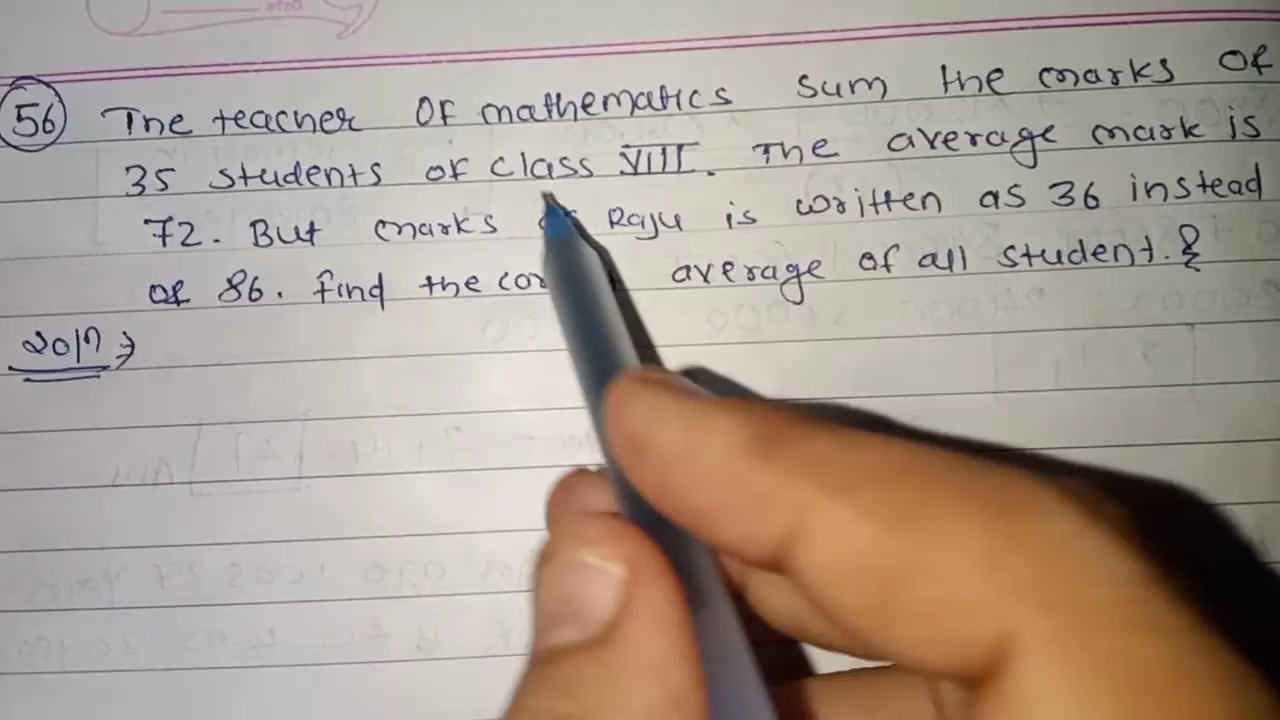 56 The teacher of mathematics sum the marks of
35 students of class VIII. The average mark is
72. But marks Raju is written as 36 instead
of 86. find the average of all student.
2017